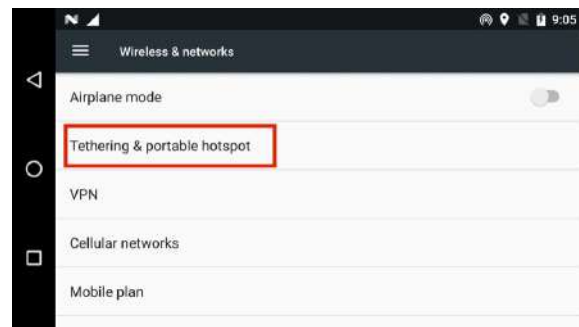 9:05
Wireless & networks
Airplane mode
Tethering & portable hotspot
VPN
Cellular networks
Mobile plan